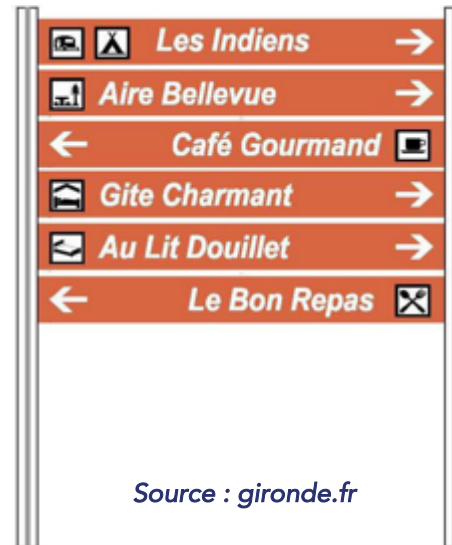 Les Indiens
Aire Bellevue
Café Gourmand
Gite Charmant
Au Lit Douillet
Le Bon Repas
Source : gironde.fr